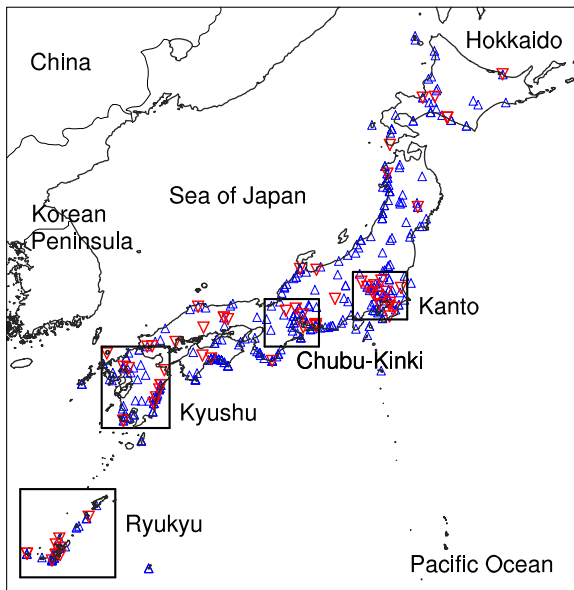 Hokkaido
China
Sea of Japan
Korean
Peninsula
Kanto
Chubu-Kinki
Kyushu
Ryukyu
Pacific Ocean